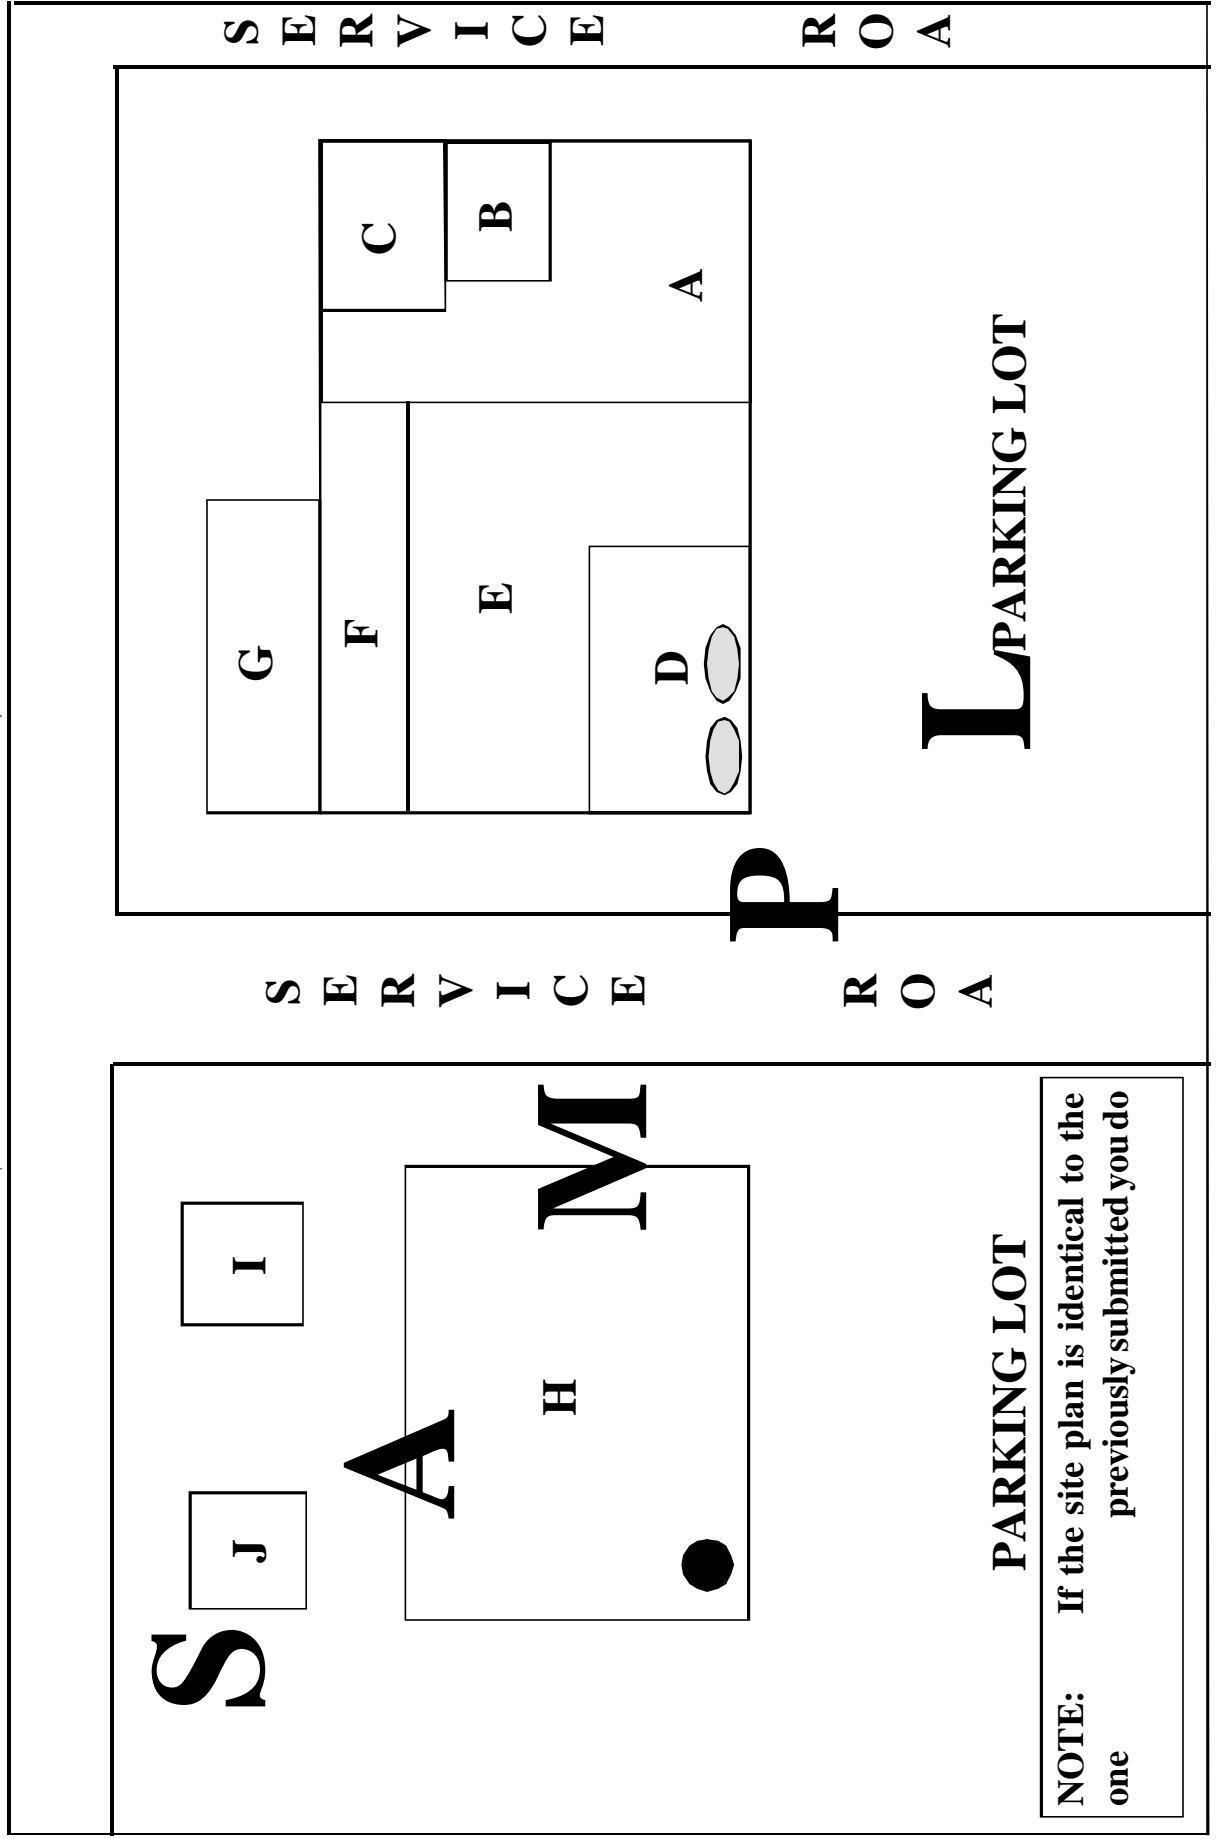 SAMPL
J
I
H
SERVICE ROA
G
F
C
E
B
D
A
SERVICE ROA
PARKING LOT
PARKING LOT
NOTE: If the site plan is identical to the
one previously submitted you do